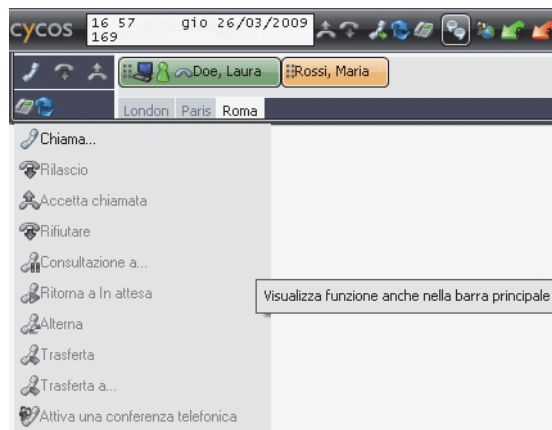 cycos
16 57 gio 26/03/2009
169
Doe, Laura Rossi, Maria
London Paris Roma
Chiama...
Rilascio
Accetta chiamata
Rifiutare
Consultazione a...
Ritorna a In attesa
Visualizza funzione anche nella barra principale
Alterna
Trasferta
Trasferta a...
Attiva una conferenza telefonica